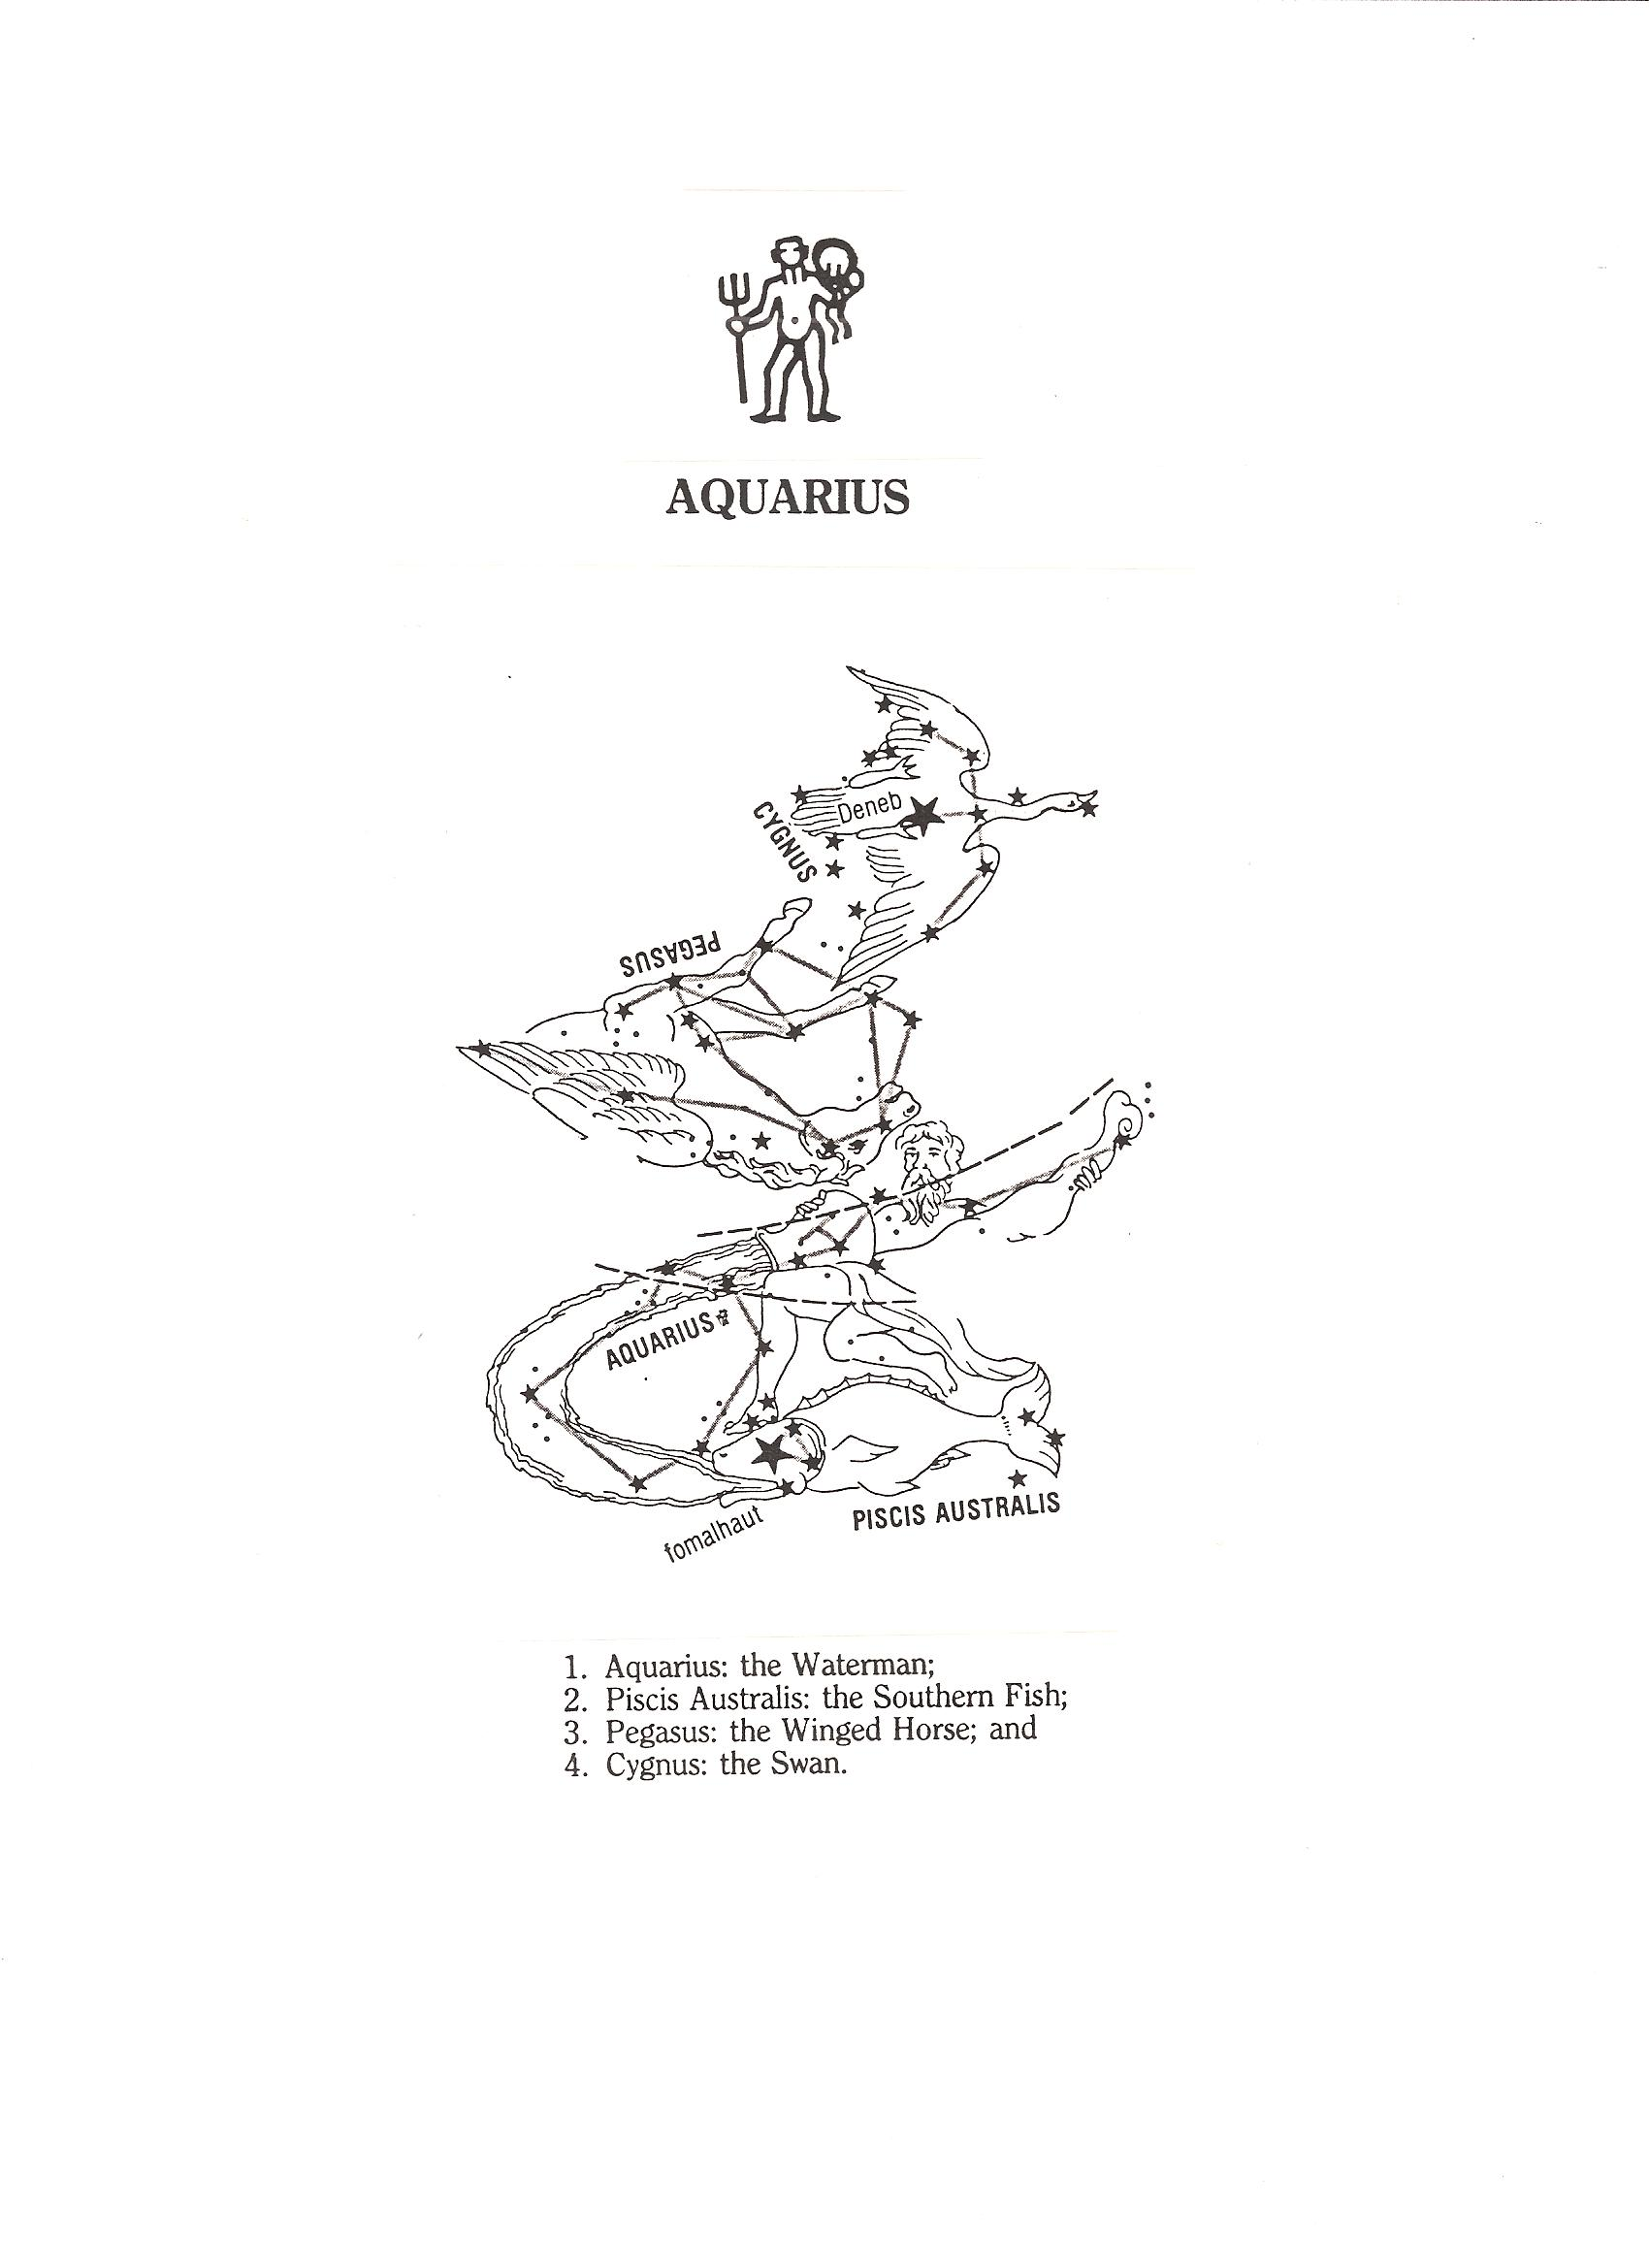 AQUARIUS
CYGNUS
Deneb
PEGASUS
AQUARIUS
fomalhaut
PISCIS AUSTRALIS
1. Aquarius: the Waterman;
2. Piscis Australis: the Southern Fish;
3. Pegasus: the Winged Horse; and
4. Cygnus: the Swan.